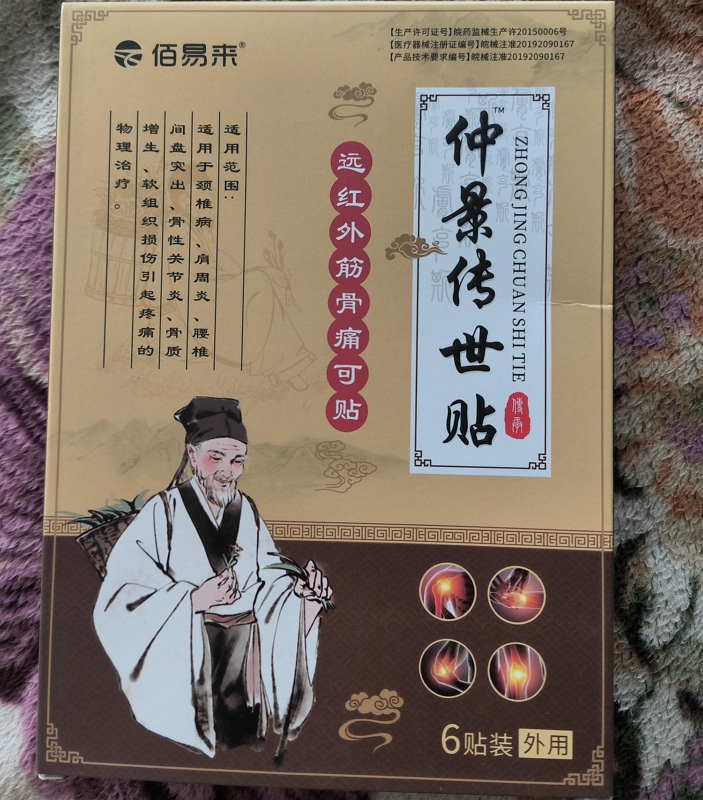 佰易来®
【生产许可证号】皖药监械生产许20150006号
【医疗器械注册证编号】皖械注准20192090167
【产品技术要求编号】皖械注准20192090167
仲景传世贴™
ZHONG JING CHUAN SHI TIE
傳承
远红外筋骨痛可贴
适用范围：
适用于颈椎病、肩周炎、腰椎
间盘突出、骨性关节炎、骨质
增生、软组织损伤引起疼痛的
物理治疗。
6贴装 外用